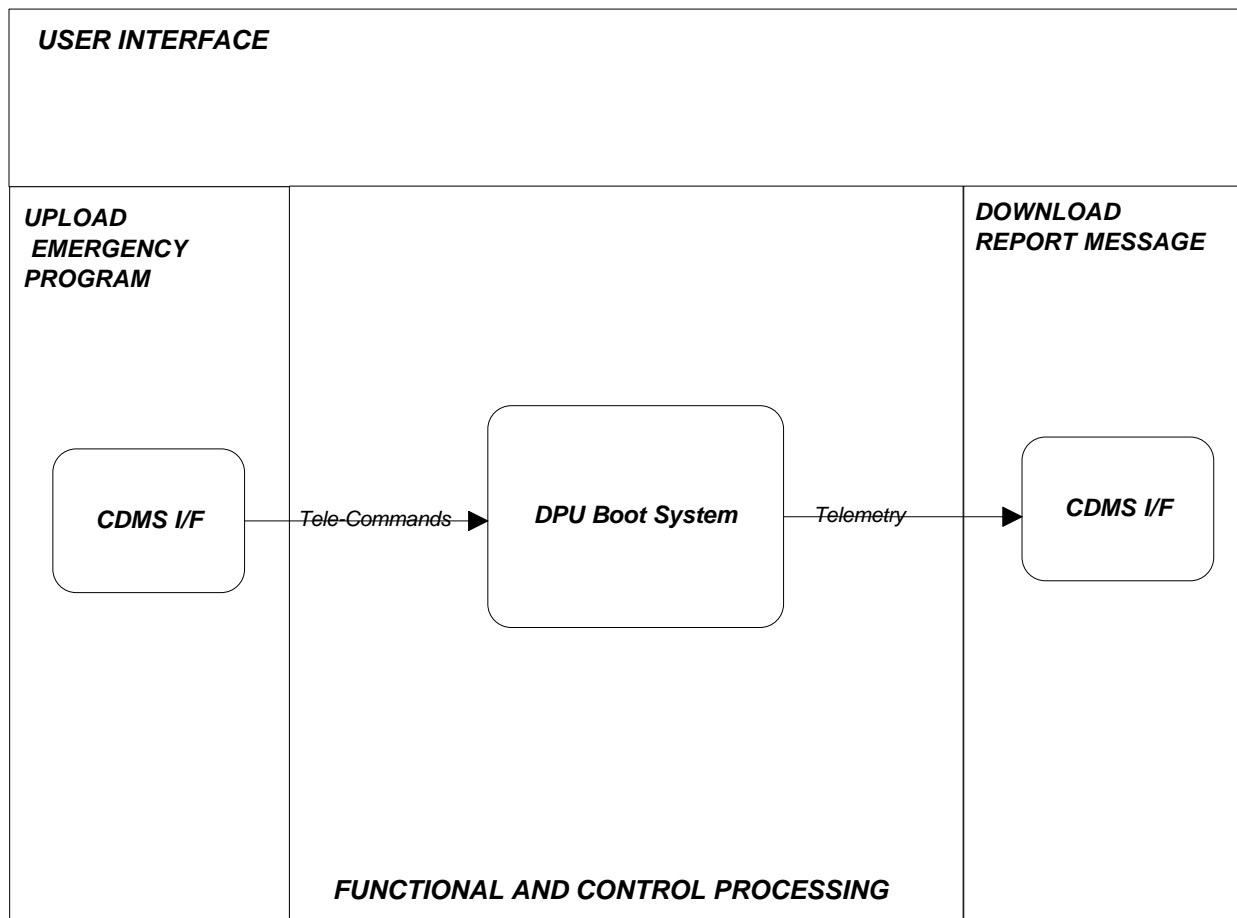 USER INTERFACE
UPLOAD
EMERGENCY
PROGRAM
DOWNLOAD
REPORT MESSAGE
CDMS I/F
Tele-Commands
DPU Boot System
Telemetry
CDMS I/F
FUNCTIONAL AND CONTROL PROCESSING